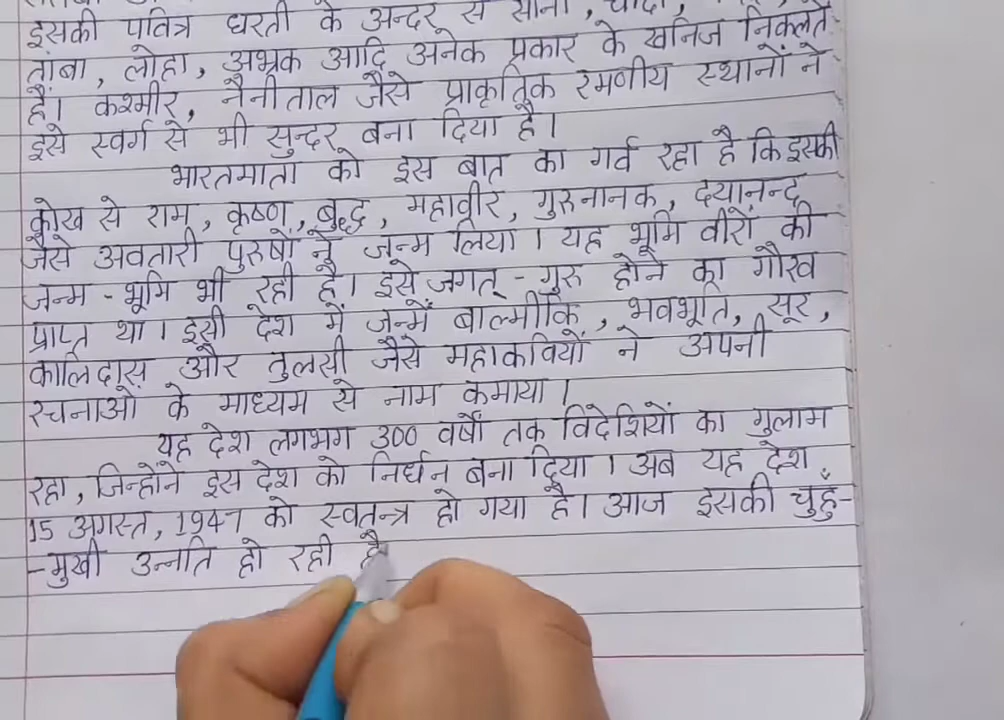 इसकी पवित्र धरती के अन्दर से सोना, चाँदी,
तांबा, लोहा, अभ्रक आदि अनेक प्रकार के खनिज निकलते
हैं। कश्मीर, नैनीताल जैसे प्राकृतिक रमणीय स्थानों ने
इसे स्वर्ग से भी सुन्दर बना दिया है।
भारतमाता को इस बात का गर्व रहा है कि इसकी
कोख से राम, कृष्ण, बुद्ध, महावीर, गुरुनानक, दयानन्द
जैसे अवतारी पुरुषों ने जन्म लिया। यह भूमि वीरों की
जन्म - भूमि भी रही है। इसे जगत् - गुरु होने का गौरव
प्राप्त था। इसी देश में जन्में बाल्मीकि, भवभूति, सूर,
कालिदास और तुलसी जैसे महाकवियों ने अपनी
रचनाओं के माध्यम से नाम कमाया।
यह देश लगभग 300 वर्षों तक विदेशियों का गुलाम
रहा, जिन्होंने इस देश को निर्धन बना दिया। अब यह देश
15 अगस्त, 1947 को स्वतन्त्र हो गया है। आज इसकी चहुँ-
-मुखी उन्नति हो रही है